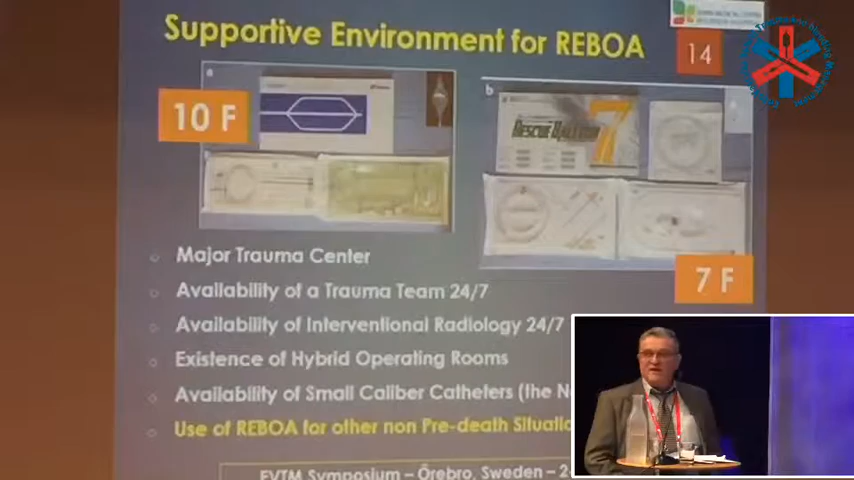 Supportive Environment for REBOA
14
a
10 F
b
RESCUE BALLOON
7
7 F
Major Trauma Center
Availability of a Trauma Team 24/7
Availability of Interventional Radiology 24/7
Existence of Hybrid Operating Rooms
Availability of Small Caliber Catheters (the
Use of REBOA for other non Pre-death
EVTM Symposium – Örebro, Sweden –